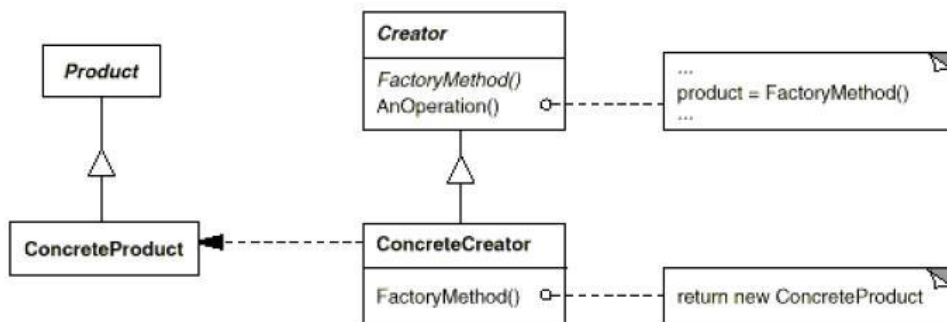 Creator
Product
FactoryMethod()
AnOperation()
...
product = FactoryMethod()
...
ConcreteProduct
ConcreteCreator
FactoryMethod()
return new ConcreteProduct